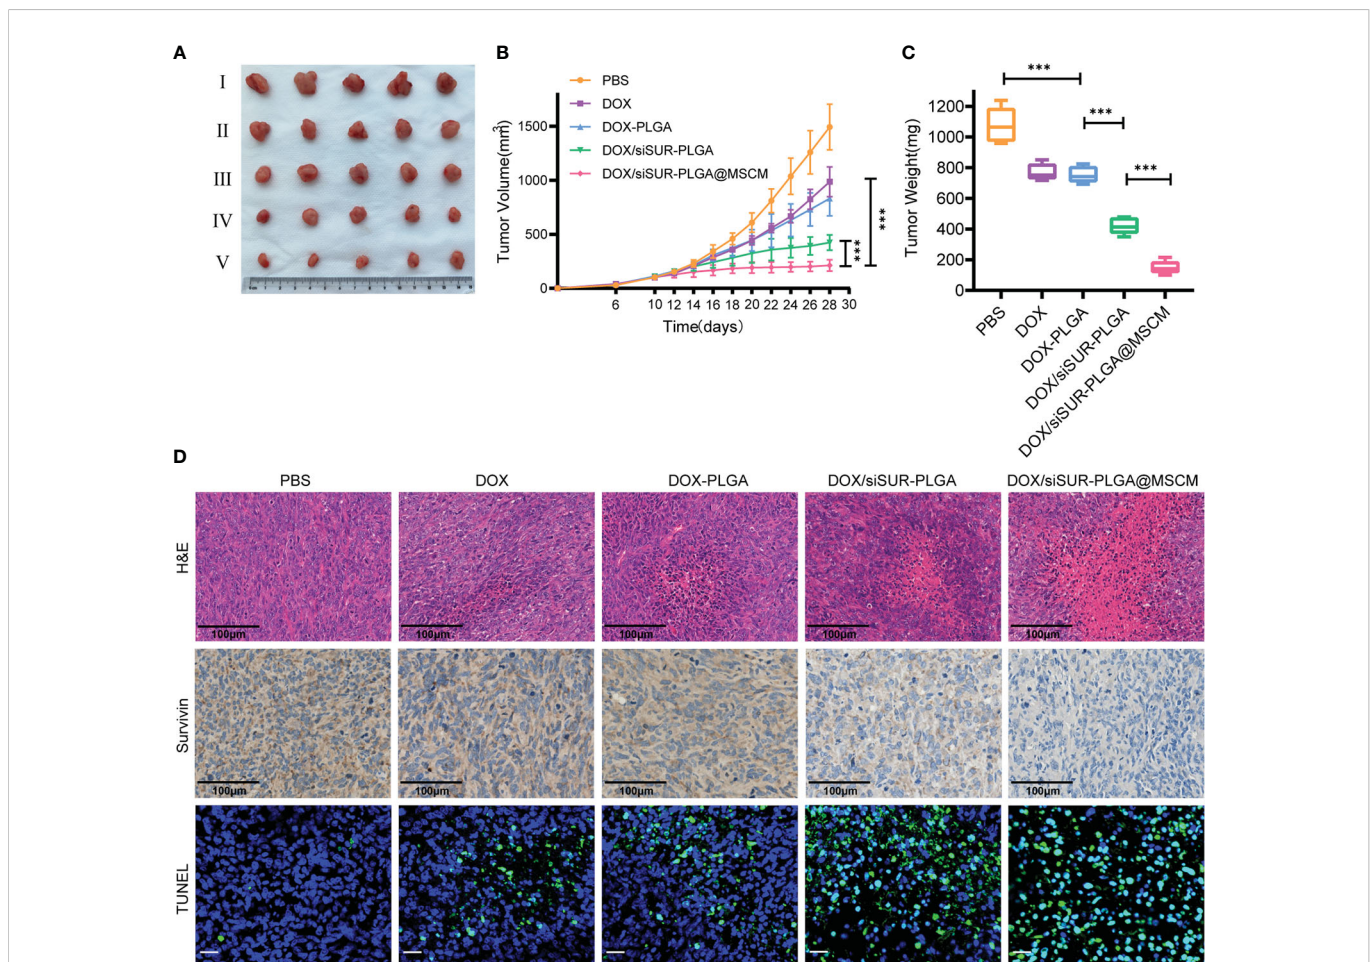 A
I
II
III
IV
V
B
PBS
DOX
DOX-PLGA
DOX/siSUR-PLGA
DOX/siSUR-PLGA@MSCM
Tumor Volume(mm³)
1500
1000
500
0
6 10 12 14 16 18 20 22 24 26 28 30
Time(days)
***
***
C
***
***
***
Tumor Weight(mg)
1200
1000
800
600
400
200
0
PBS
DOX
DOX-PLGA
DOX/siSUR-PLGA
DOX/siSUR-PLGA@MSCM
D
PBS DOX DOX-PLGA DOX/siSUR-PLGA DOX/siSUR-PLGA@MSCM
H&E
100μm 100μm 100μm 100μm 100μm
Survivin
100μm 100μm 100μm 100μm 100μm
TUNEL